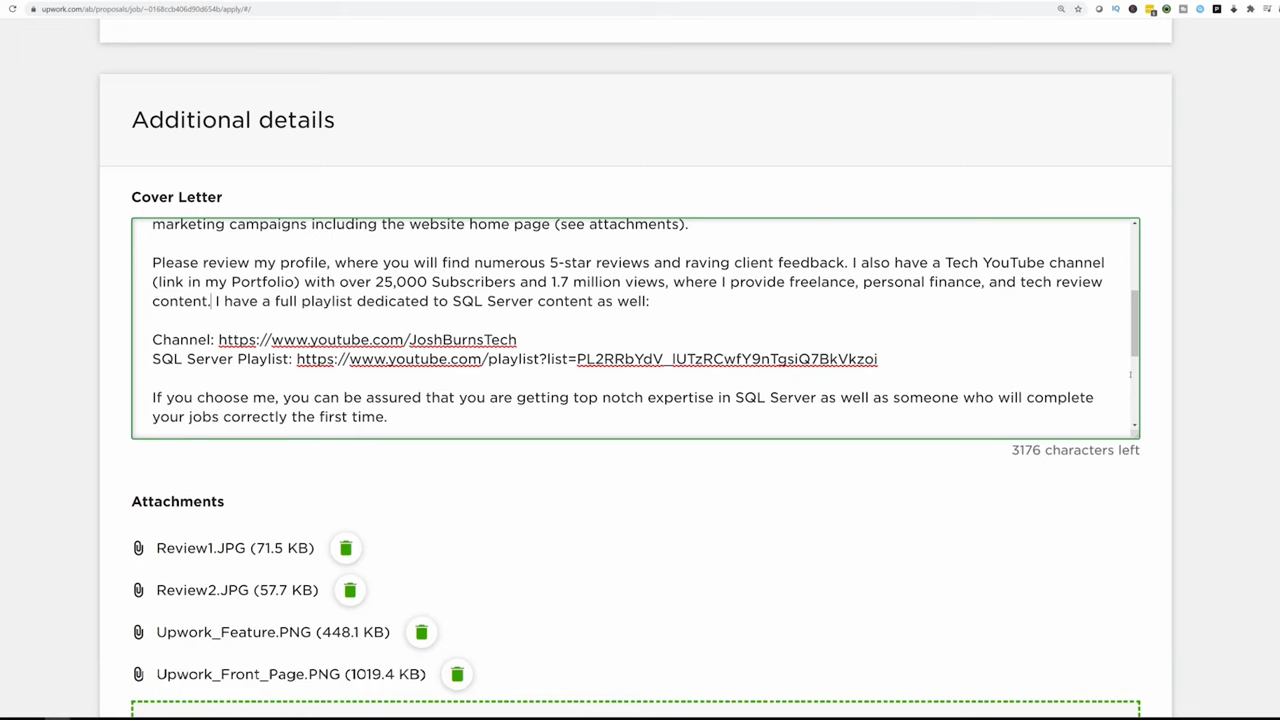 upwork.com/ab/proposals/job/~0168ccb406d90d654b/apply/#/
Additional details
Cover Letter
marketing campaigns including the website home page (see attachments).
Please review my profile, where you will find numerous 5-star reviews and raving client feedback. I also have a Tech YouTube channel
(link in my Portfolio) with over 25,000 Subscribers and 1.7 million views, where I provide freelance, personal finance, and tech review
content. I have a full playlist dedicated to SQL Server content as well:
Channel: https://www.youtube.com/JoshBurnsTech
SQL Server Playlist: https://www.youtube.com/playlist?list=PL2RRbYdV_lUTzRCwfY9nTgsiQ7BkVkzoi
If you choose me, you can be assured that you are getting top notch expertise in SQL Server as well as someone who will complete
your jobs correctly the first time.
3176 characters left
Attachments
Review1.JPG (71.5 KB)
Review2.JPG (57.7 KB)
Upwork_Feature.PNG (448.1 KB)
Upwork_Front_Page.PNG (1019.4 KB)